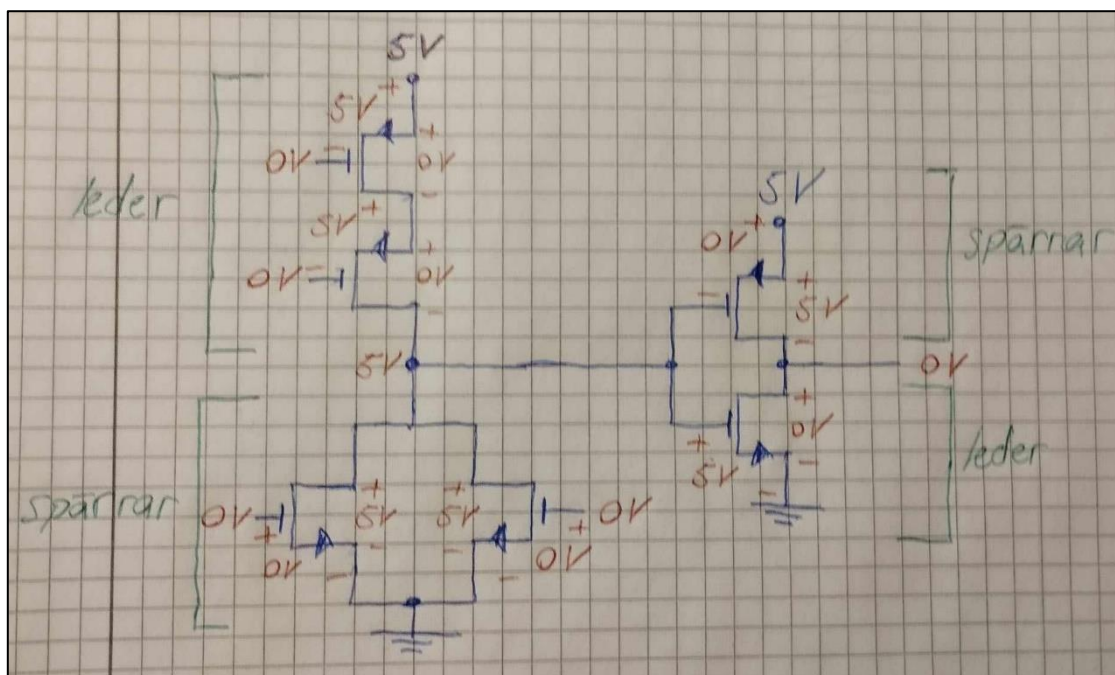 5V
+
5V
+
0V
-
0V
-
+
5V
-
+
0V
0V
-
leder
5V
+
5V
-
+
5V
-
0V
+
0V
-
0V
+
0V
-
spärrar
5V
+
0V
-
+
5V
-
spärrar
0V
+
5V
+
0V
-
-
leder